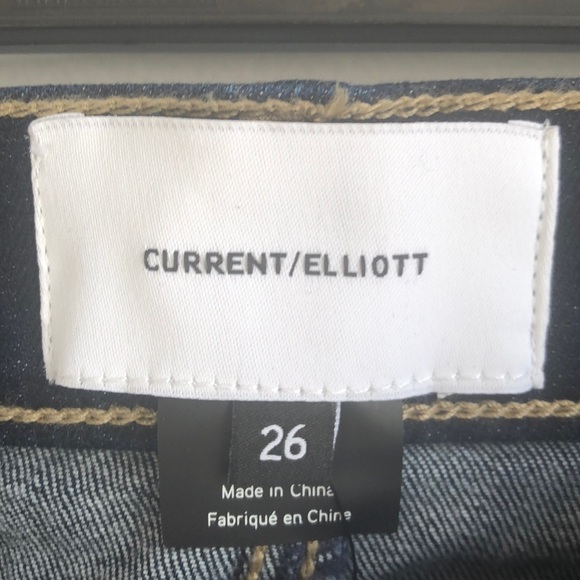 CURRENT/ELLIOTT
26
Made in China
Fabriqué en Chine